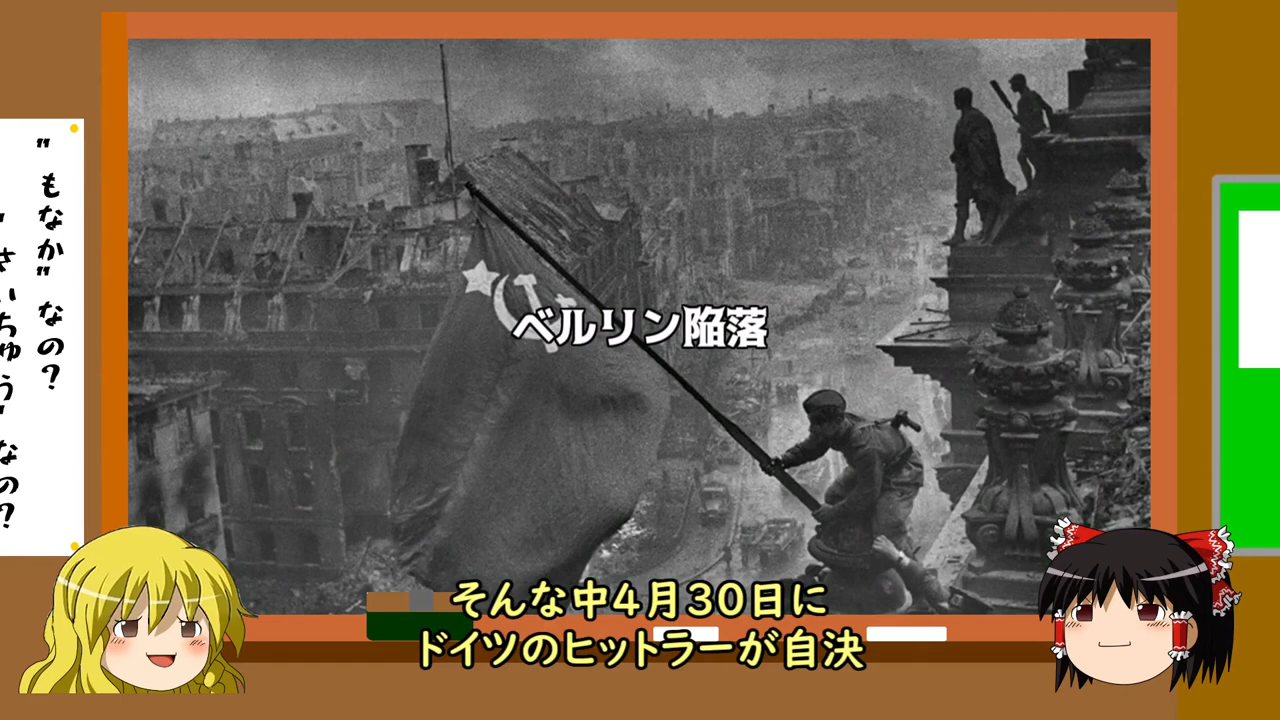 "もなか"なの？
"さいちゅう"なの？
ベルリン陥落
そんな中4月30日に
ドイツのヒットラーが自決